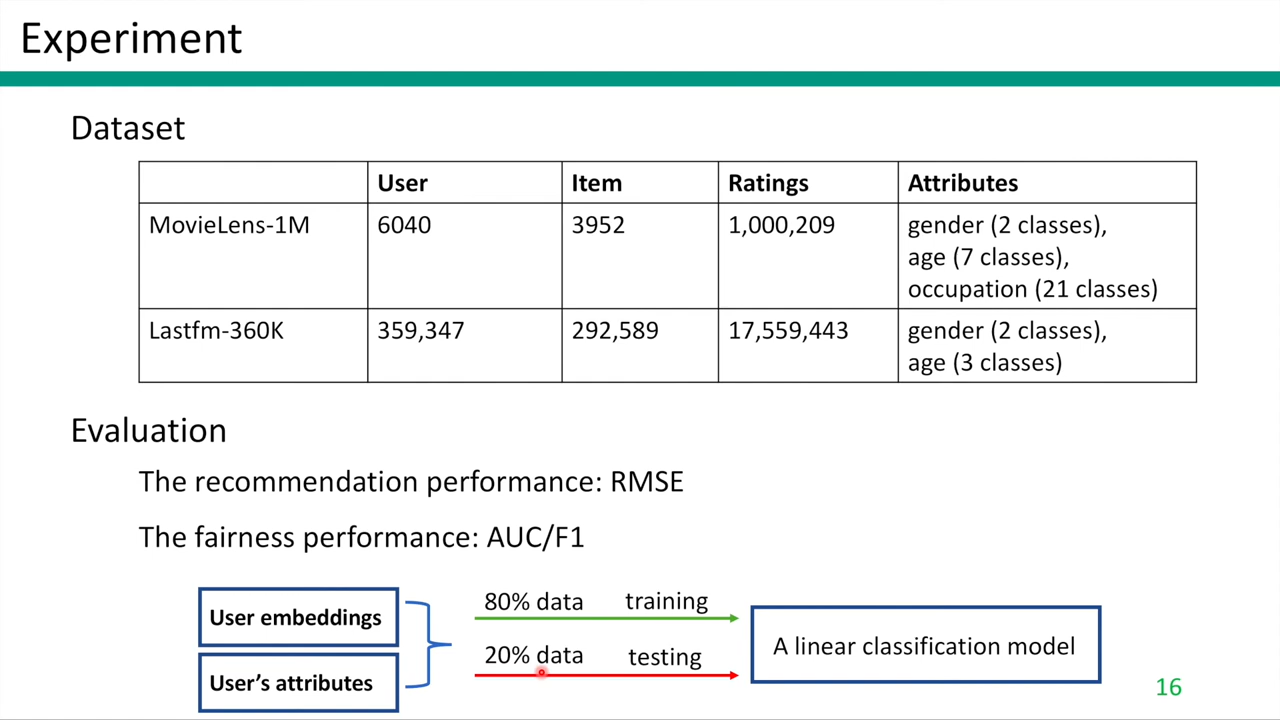 Experiment
Dataset
User Item Ratings Attributes
MovieLens-1M 6040 3952 1,000,209 gender (2 classes),
age (7 classes),
occupation (21 classes)
Lastfm-360K 359,347 292,589 17,559,443 gender (2 classes),
age (3 classes)
Evaluation
The recommendation performance: RMSE
The fairness performance: AUC/F1
User embeddings
User's attributes
80% data training
20% data testing
A linear classification model
16